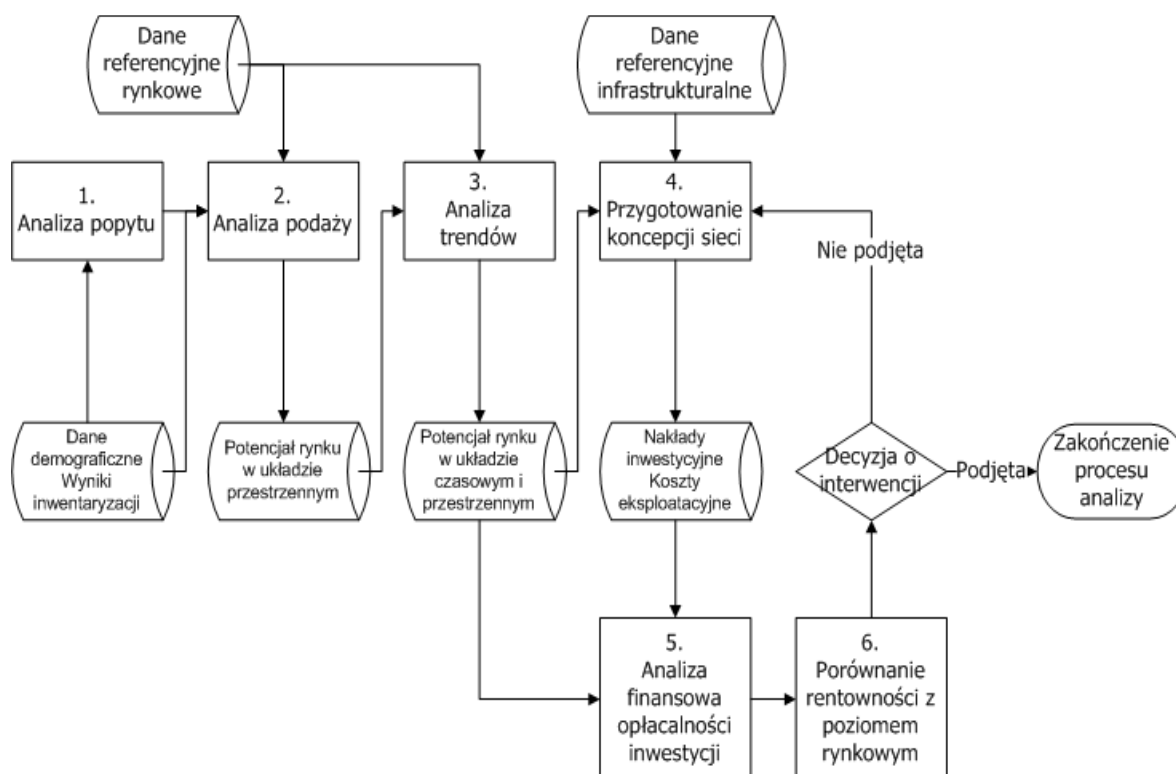 Dane
referencyjne
rynkowe
Dane
referencyjne
infrastrukturalne
1.
Analiza popytu
2.
Analiza podaży
3.
Analiza
trendów
4.
Przygotowanie
koncepcji sieci
Nie podjęta
Dane
demograficzne
Wyniki
inwentaryzacji
Potencjał rynku
w układzie
przestrzennym
Potencjał rynku
w układzie
czasowym i
przestrzennym
Nakłady
inwestycyjne
Koszty
eksploatacyjne
Decyzja o
interwencji
Podjęta
Zakończenie
procesu
analizy
5.
Analiza
finansowa
opłacalności
inwestycji
6.
Porównanie
rentowności z
poziomem
rynkowym